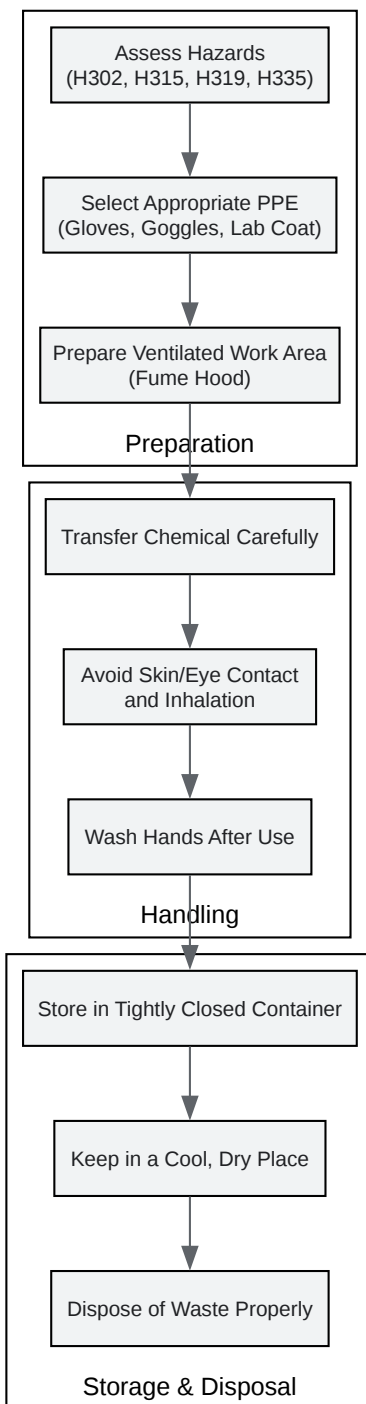 Assess Hazards
(H302, H315, H319, H335)
Select Appropriate PPE
(Gloves, Goggles, Lab Coat)
Prepare Ventilated Work Area
(Fume Hood)
Preparation
Transfer Chemical Carefully
Avoid Skin/Eye Contact
and Inhalation
Wash Hands After Use
Handling
Store in Tightly Closed Container
Keep in a Cool, Dry Place
Dispose of Waste Properly
Storage & Disposal